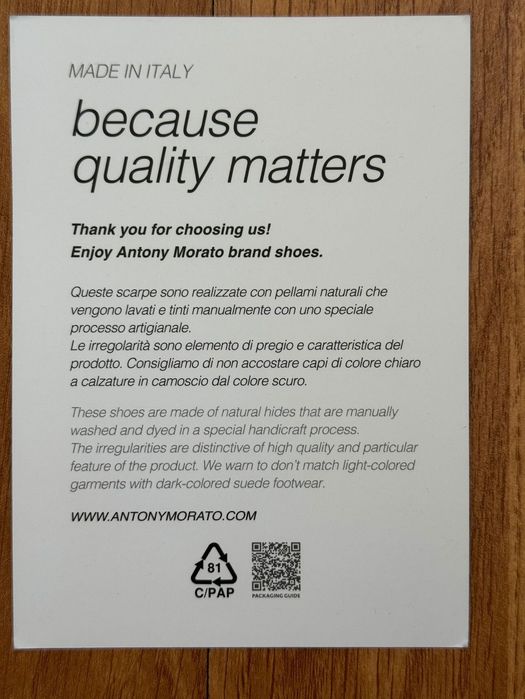 MADE IN ITALY
because
quality matters
Thank you for choosing us!
Enjoy Antony Morato brand shoes.
Queste scarpe sono realizzate con pellami naturali che
vengono lavati e tinti manualmente con uno speciale
processo artigianale.
Le irregolarità sono elemento di pregio e caratteristica del
prodotto. Consigliamo di non accostare capi di colore chiaro
a calzature in camoscio dal colore scuro.
These shoes are made of natural hides that are manually
washed and dyed in a special handicraft process.
The irregularities are distinctive of high quality and particular
feature of the product. We warn to don't match light-colored
garments with dark-colored suede footwear.
WWW.ANTONYMORATO.COM
81
C/PAP
PACKAGING GUIDE